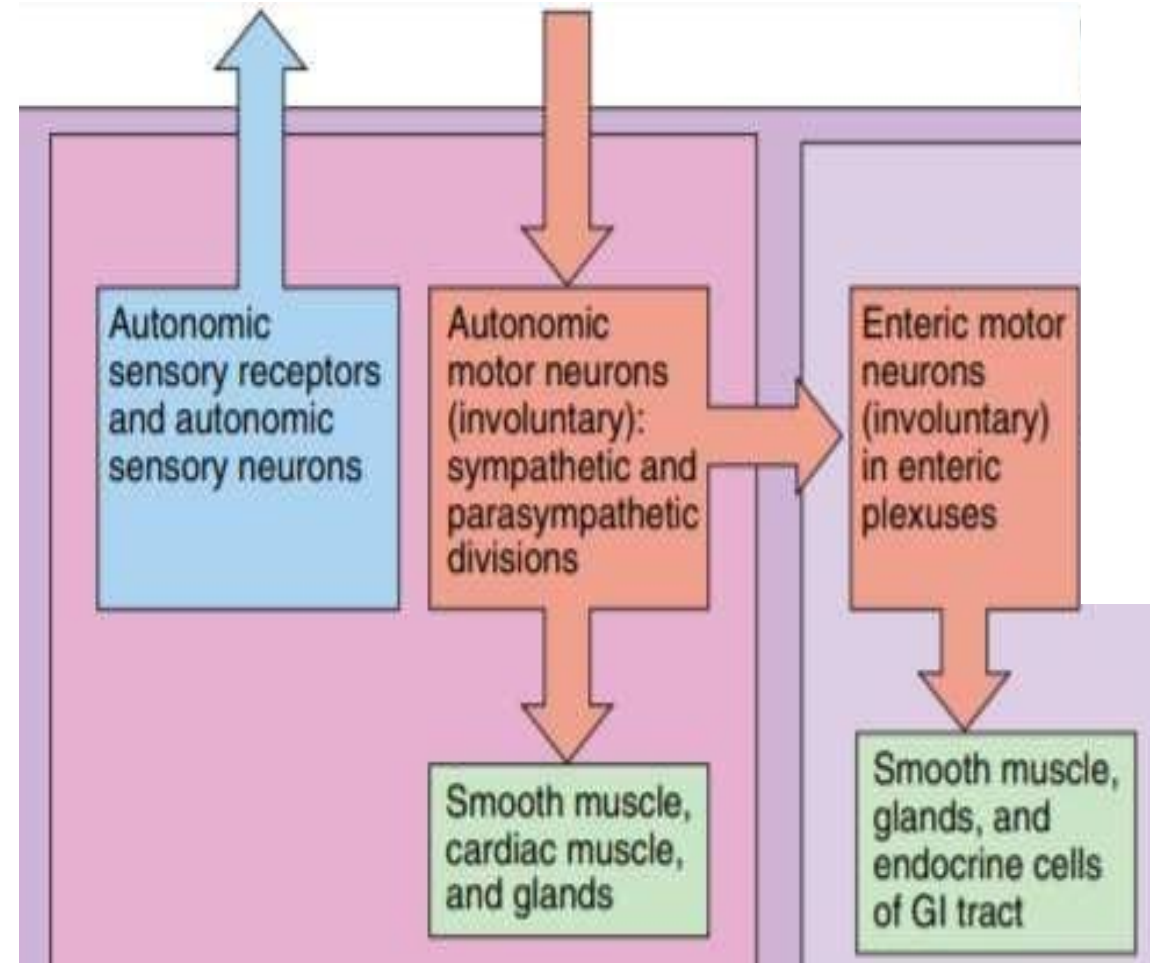 Autonomic
sensory receptors
and autonomic
sensory neurons
Autonomic
motor neurons
(involuntary):
sympathetic and
parasympathetic
divisions
Enteric motor
neurons
(involuntary)
in enteric
plexuses
Smooth muscle,
cardiac muscle,
and glands
Smooth muscle,
glands, and
endocrine cells
of GI tract